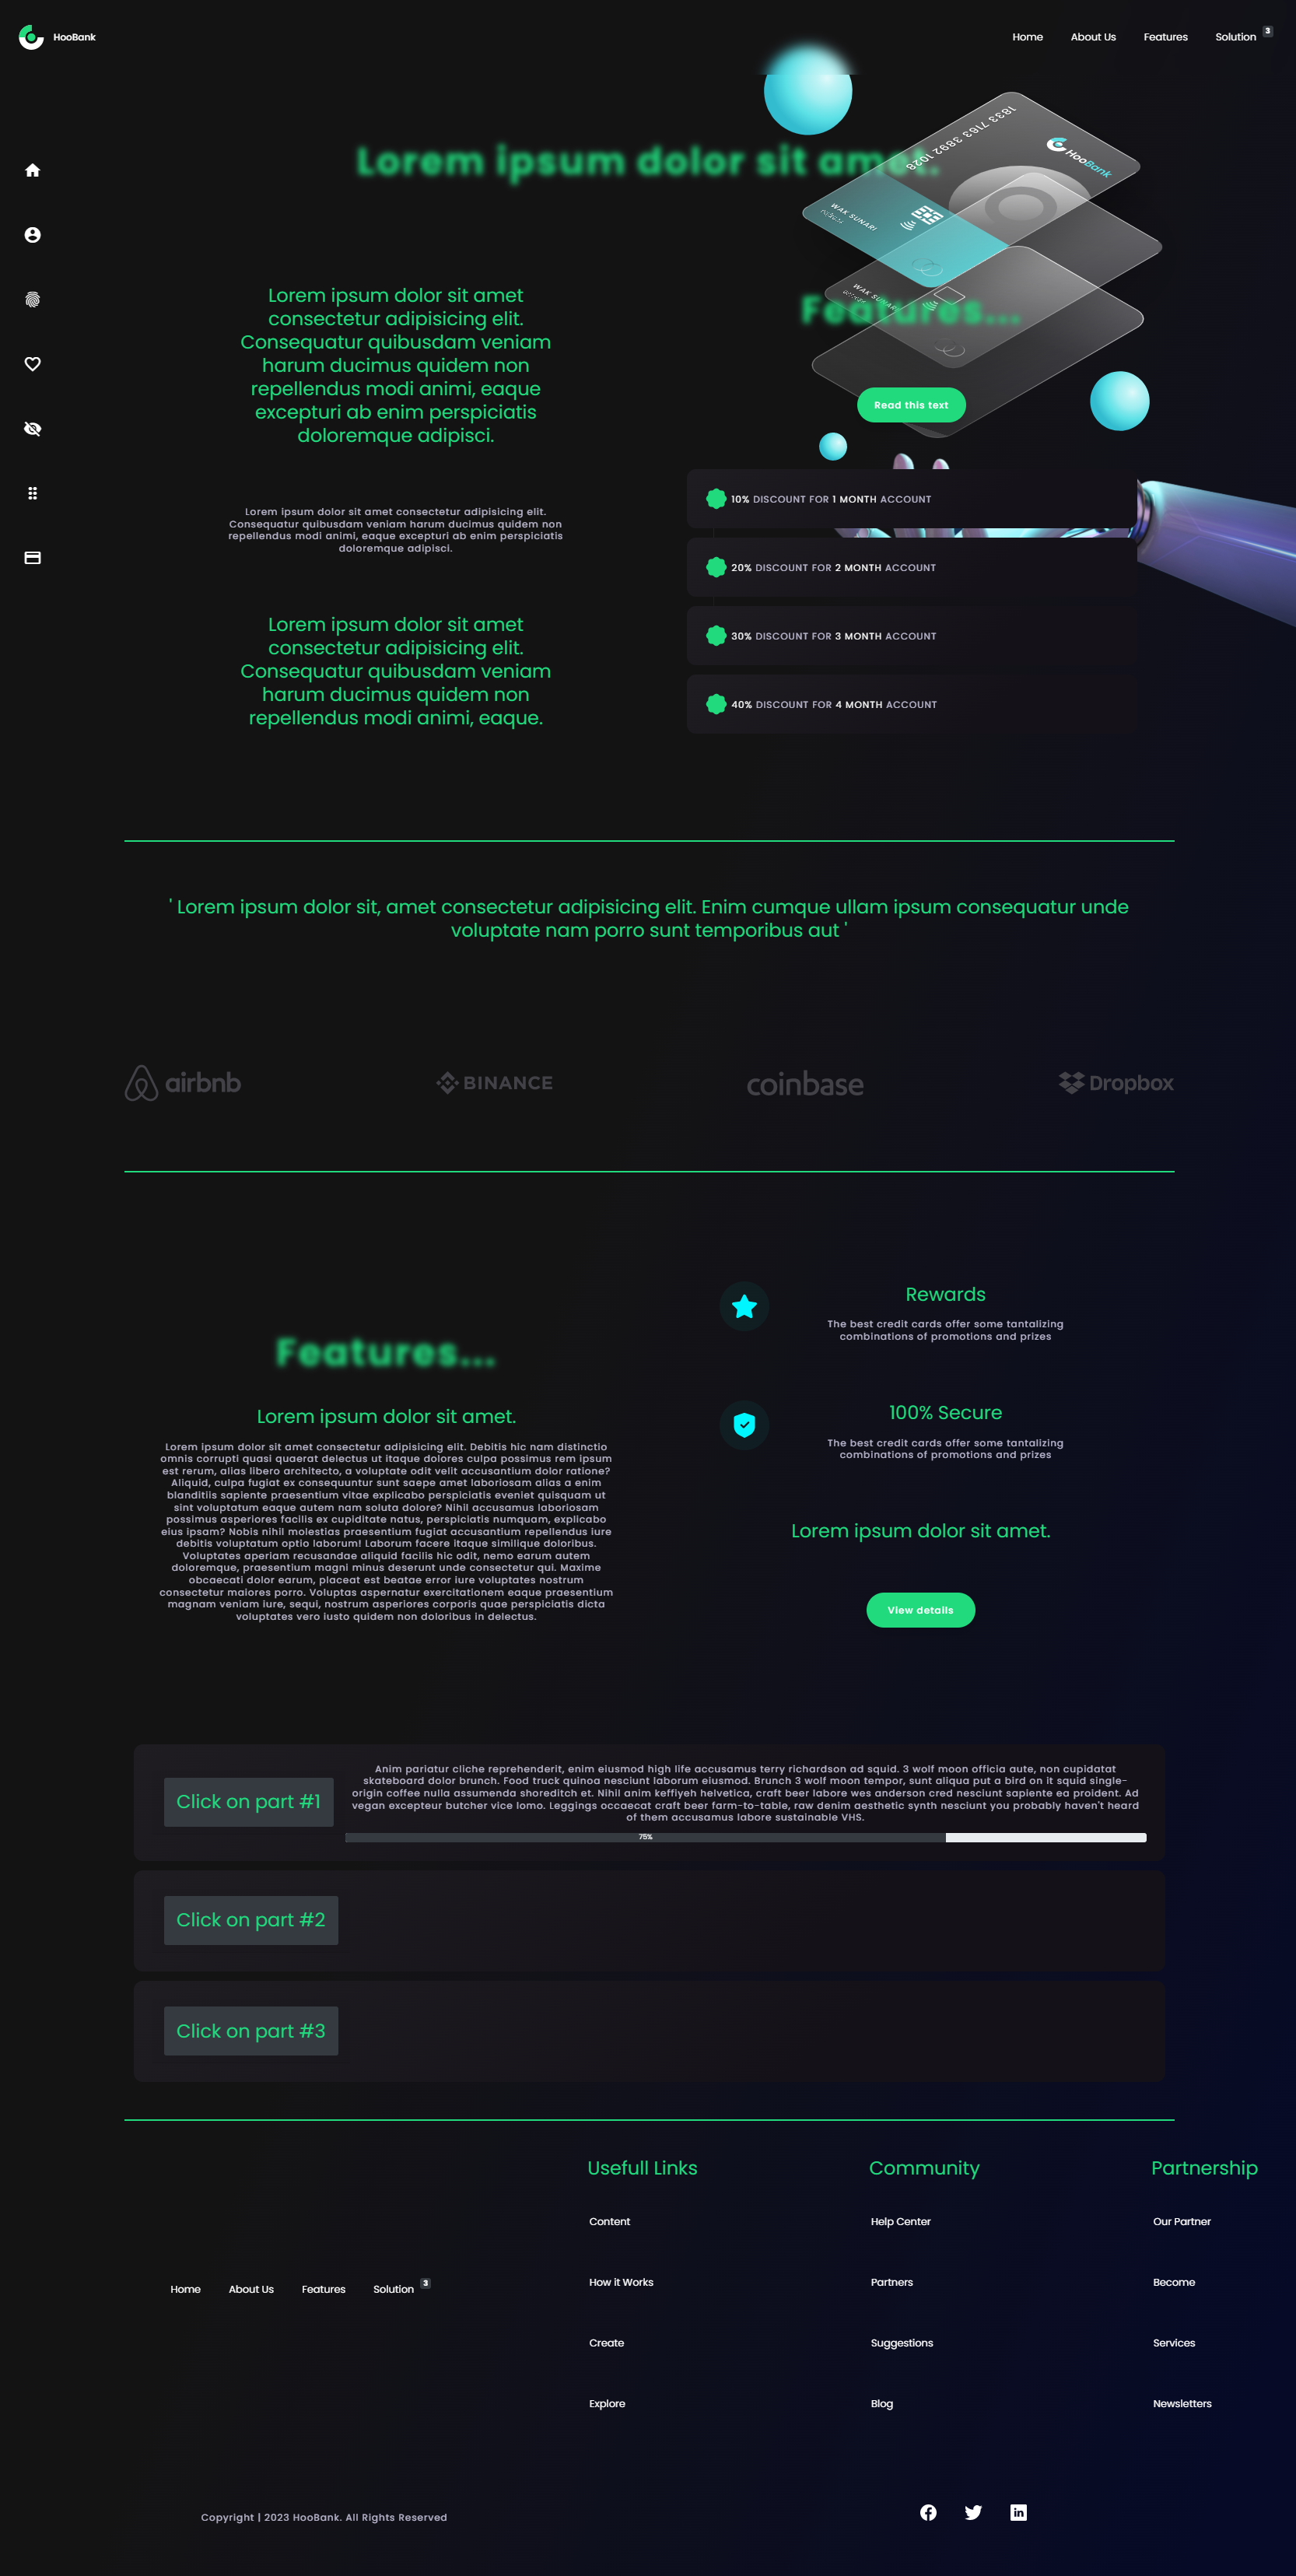 HooBank
Home
About Us
Features
Solution
3
Lorem ipsum dolor sit amet.
1833 7163 3892 1028
HooBank
WAK SUNARI
Lorem ipsum dolor sit amet
consectetur adipisicing elit.
Consequatur quibusdam veniam
harum ducimus quidem non
repellendus modi animi, eaque
excepturi ab enim perspiciatis
doloremque adipisci.
WAK SUNARI
Features...
Read this text
Lorem ipsum dolor sit amet consectetur adipisicing elit.
Consequatur quibusdam veniam harum ducimus quidem non
repellendus modi animi, eaque excepturi ab enim perspiciatis
doloremque adipisci.
Lorem ipsum dolor sit amet
consectetur adipisicing elit.
Consequatur quibusdam veniam
harum ducimus quidem non
repellendus modi animi, eaque.
10% DISCOUNT FOR 1 MONTH ACCOUNT
20% DISCOUNT FOR 2 MONTH ACCOUNT
30% DISCOUNT FOR 3 MONTH ACCOUNT
40% DISCOUNT FOR 4 MONTH ACCOUNT
' Lorem ipsum dolor sit, amet consectetur adipisicing elit. Enim cumque ullam ipsum consequatur unde
voluptate nam porro sunt temporibus aut '
airbnb
BINANCE
coinbase
Dropbox
Features...
Lorem ipsum dolor sit amet.
Lorem ipsum dolor sit amet consectetur adipisicing elit. Debitis hic nam distinctio
omnis corrupti quasi quaerat delectus ut itaque dolores culpa possimus rem ipsum
est rerum, alias libero architecto, a voluptate odit velit accusantium dolor ratione?
Aliquid, culpa fugiat ex consequuntur sunt saepe amet laboriosam alias a enim
blanditiis sapiente praesentium vitae explicabo perspiciatis eveniet quisquam ut
sint voluptatum eaque autem nam soluta dolore? Nihil accusamus laboriosam
possimus asperiores facilis ex cupiditate natus, perspiciatis numquam, explicabo
eius ipsam? Nobis nihil molestias praesentium fugiat accusantium repellendus iure
debitis voluptatum optio laborum! Laborum facere itaque similique doloribus.
Voluptates aperiam recusandae aliquid facilis hic odit, nemo earum autem
doloremque, praesentium magni minus deserunt unde consectetur qui. Maxime
obcaecati dolor earum, placeat est beatae error iure voluptates nostrum
consectetur maiores porro. Voluptas aspernatur exercitationem eaque praesentium
magnam veniam iure, sequi, nostrum asperiores corporis quae perspiciatis dicta
voluptates vero iusto quidem non doloribus in delectus.
Rewards
The best credit cards offer some tantalizing
combinations of promotions and prizes
100% Secure
The best credit cards offer some tantalizing
combinations of promotions and prizes
Lorem ipsum dolor sit amet.
View details
Click on part #1
Anim pariatur cliche reprehenderit, enim eiusmod high life accusamus terry richardson ad squid. 3 wolf moon officia aute, non cupidatat
skateboard dolor brunch. Food truck quinoa nesciunt laborum eiusmod. Brunch 3 wolf moon tempor, sunt aliqua put a bird on it squid single-
origin coffee nulla assumenda shoreditch et. Nihil anim keffiyeh helvetica, craft beer labore wes anderson cred nesciunt sapiente ea proident. Ad
vegan excepteur butcher vice lomo. Leggings occaecat craft beer farm-to-table, raw denim aesthetic synth nesciunt you probably haven't heard
of them accusamus labore sustainable VHS.
75%
Click on part #2
Click on part #3
Home
About Us
Features
Solution
3
Usefull Links
Content
How it Works
Create
Explore
Community
Help Center
Partners
Suggestions
Blog
Partnership
Our Partner
Become
Services
Newsletters
Copyright | 2023 HooBank. All Rights Reserved